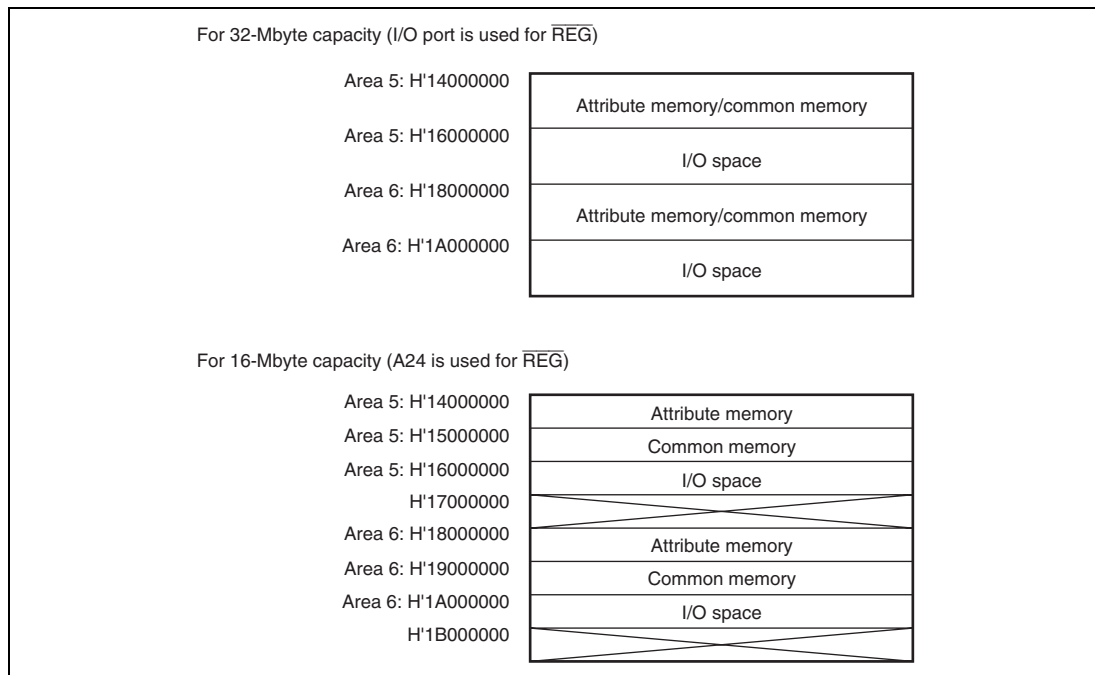 For 32-Mbyte capacity (I/O port is used for REG)
Area 5: H'14000000
Attribute memory/common memory
Area 5: H'16000000
I/O space
Area 6: H'18000000
Attribute memory/common memory
Area 6: H'1A000000
I/O space
For 16-Mbyte capacity (A24 is used for REG)
Area 5: H'14000000
Attribute memory
Area 5: H'15000000
Common memory
Area 5: H'16000000
I/O space
H'17000000
Area 6: H'18000000
Attribute memory
Area 6: H'19000000
Common memory
Area 6: H'1A000000
I/O space
H'1B000000